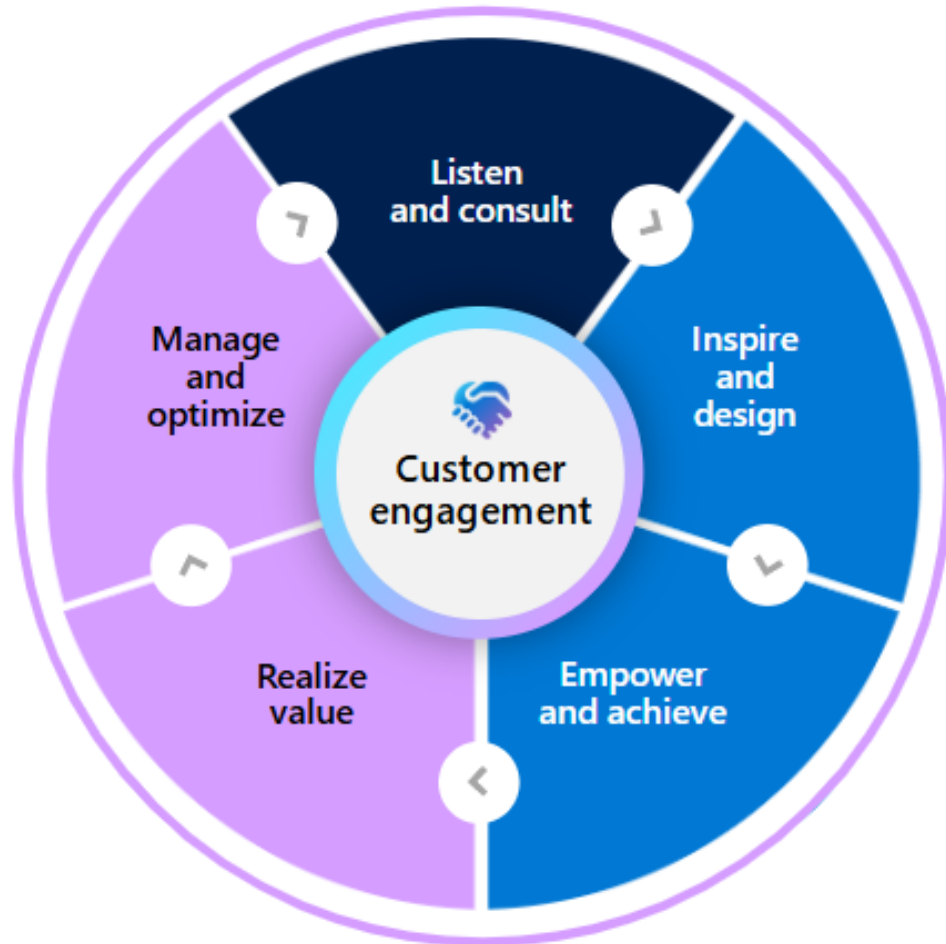 Listen
and consult
Inspire
and
design
Empower
and achieve
Realize
value
Manage
and
optimize
Customer
engagement